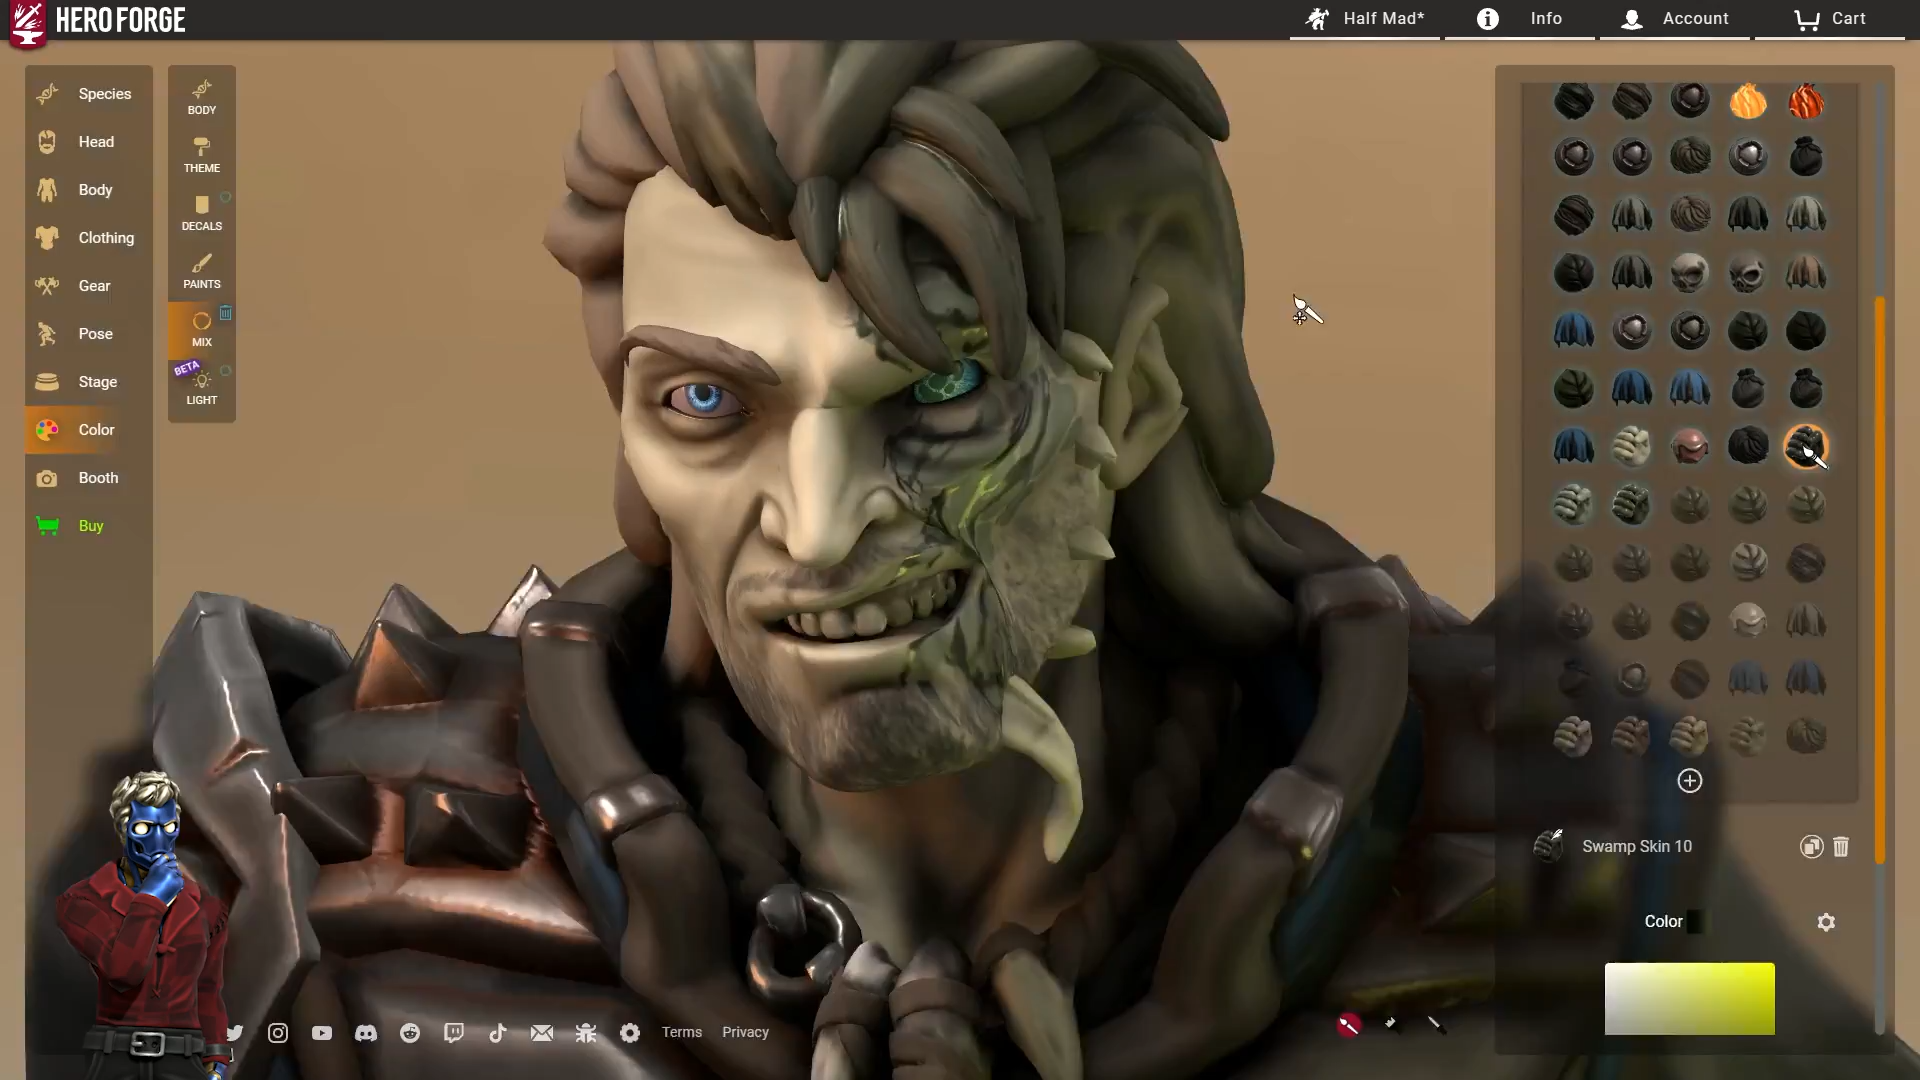 HERO FORGE
Half Mad*
Info
Account
Cart
Species
Head
Body
Clothing
Gear
Pose
Stage
Color
Booth
Buy
BODY
THEME
DECALS
PAINTS
MIX
BETA
LIGHT
Swamp Skin 10
Color
Terms
Privacy